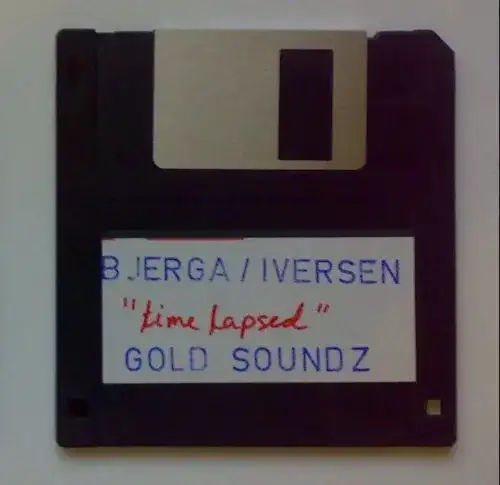 BJERGA / IVERSEN
"time lapsed"
GOLD SOUNDZ